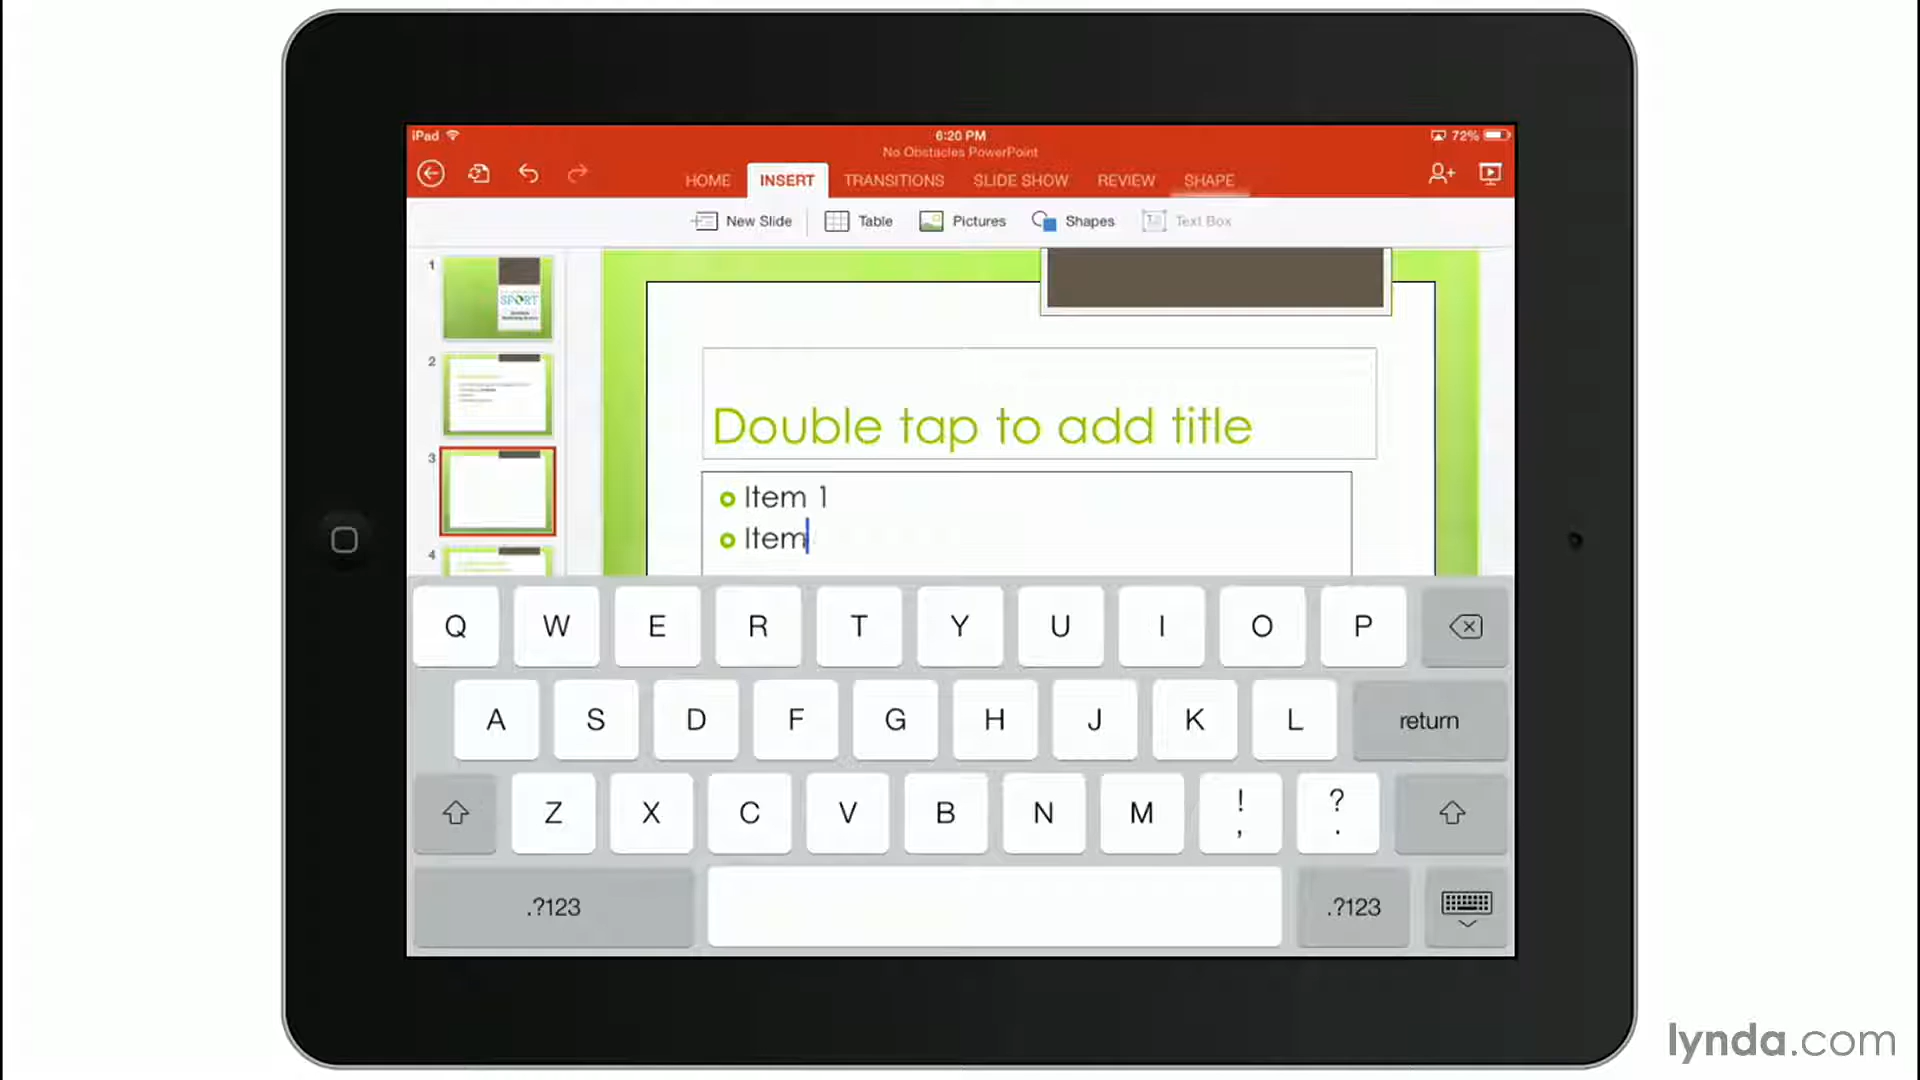 iPad 6:20 PM 72%
No Obstacles PowerPoint
HOME INSERT TRANSITIONS SLIDE SHOW REVIEW SHAPE
New Slide Table Pictures Shapes Text Box
1
SPORT
2
3
4
Double tap to add title
Item 1
Item
Q W E R T Y U I O P
A S D F G H J K L return
Z X C V B N M ! , ? .
.?123 .?123
lynda.com